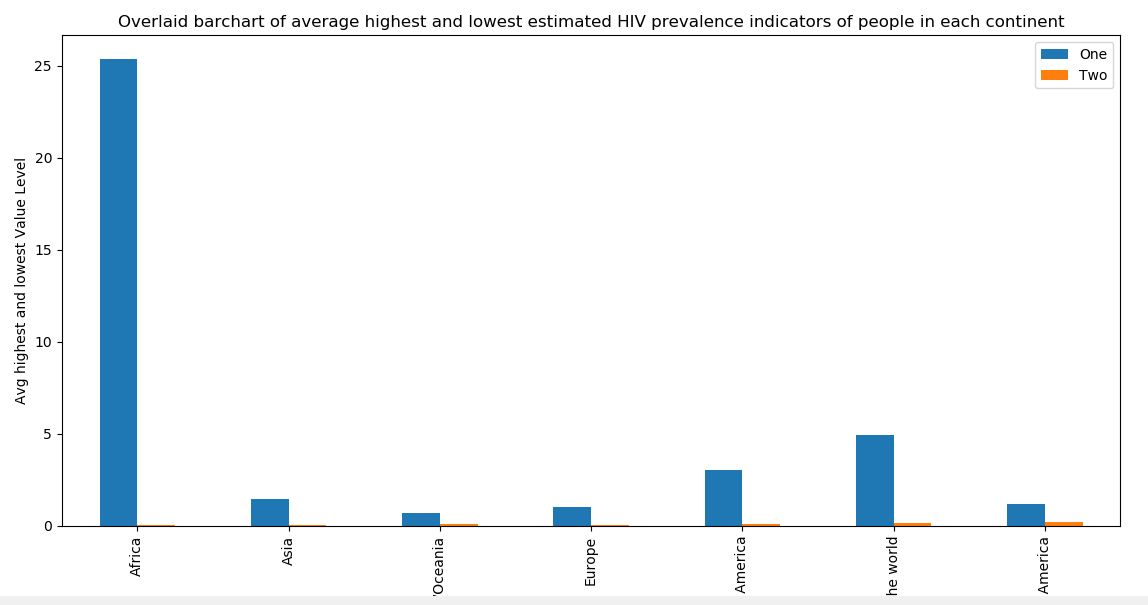 Overlaid barchart of average highest and lowest estimated HIV prevalence indicators of people in each continent
One
Two
Avg highest and lowest Value Level
25
20
15
10
5
0
Africa
Asia
/Oceania
Europe
America
he world
America